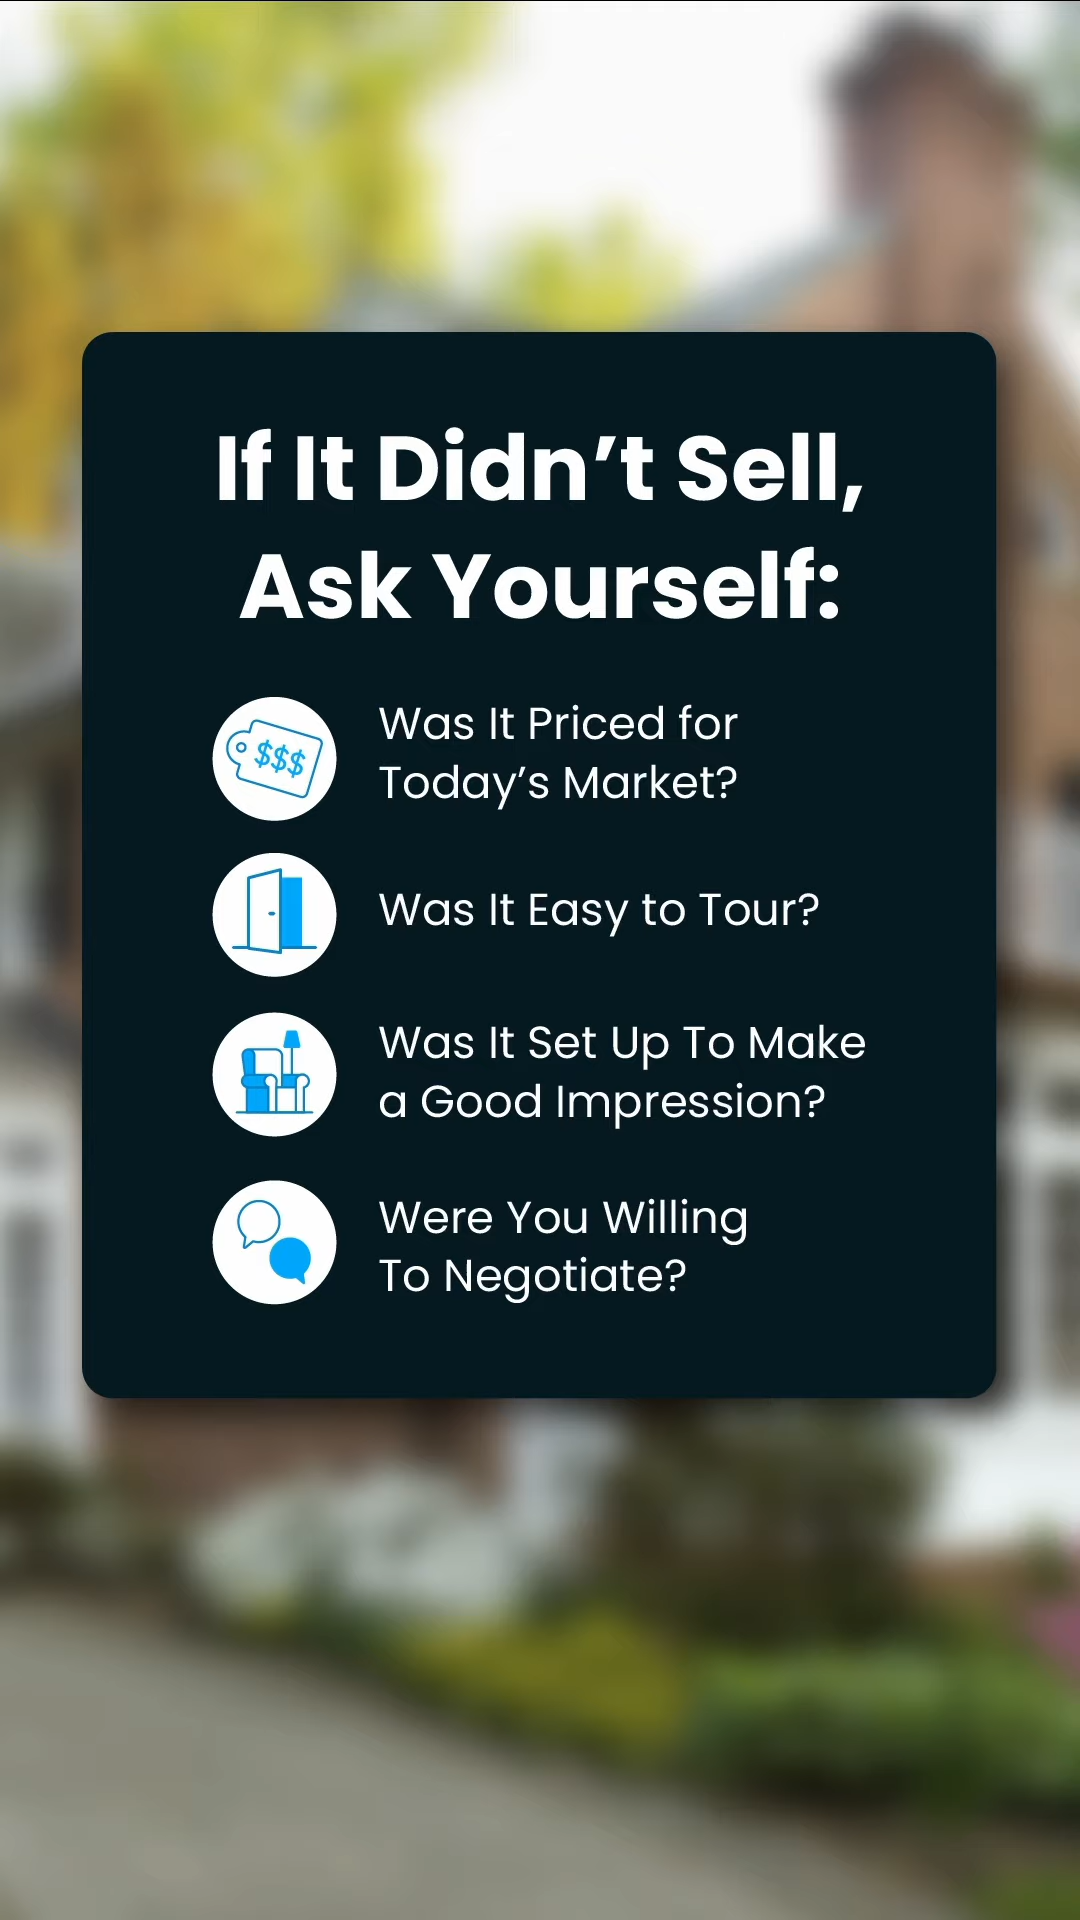 If It Didn’t Sell,
Ask Yourself:
$$$
Was It Priced for
Today’s Market?
Was It Easy to Tour?
Was It Set Up To Make
a Good Impression?
Were You Willing
To Negotiate?